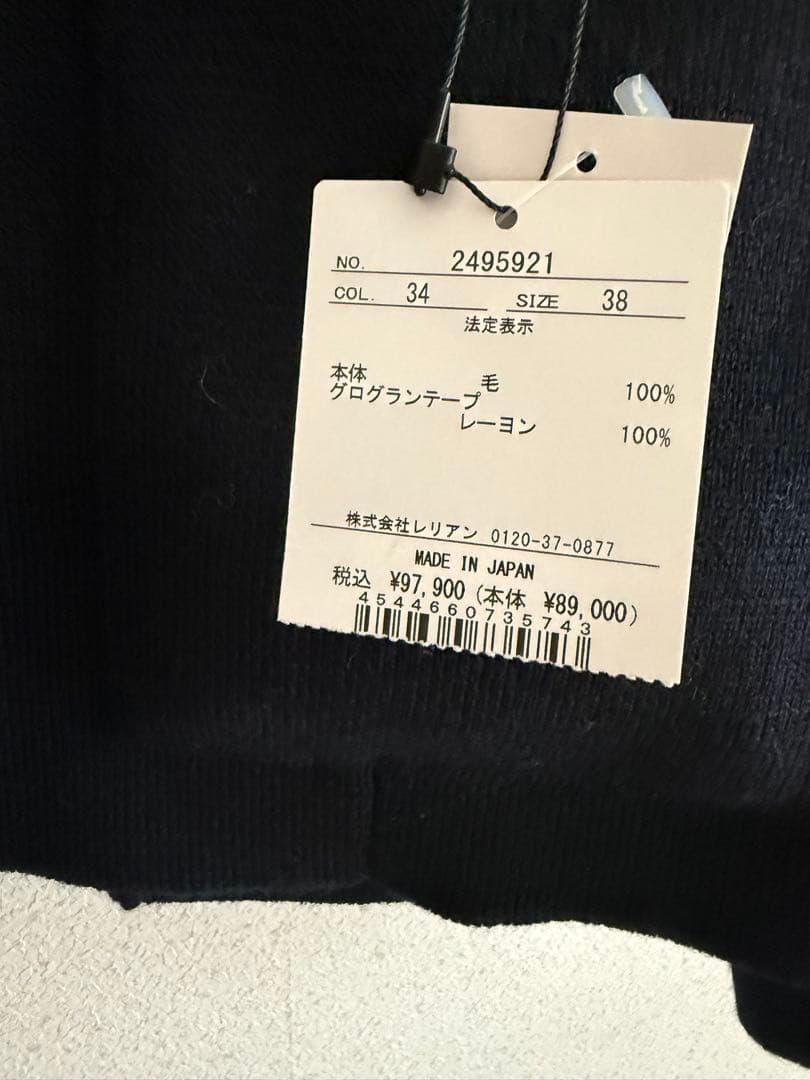 NO. 2495921
COL. 34 SIZE 38
法定表示
本体 毛 100%
グログランテープ
レーヨン 100%
株式会社レリアン 0120-37-0877
MADE IN JAPAN
税込 ¥97,900 (本体 ¥89,000)
4544660735743